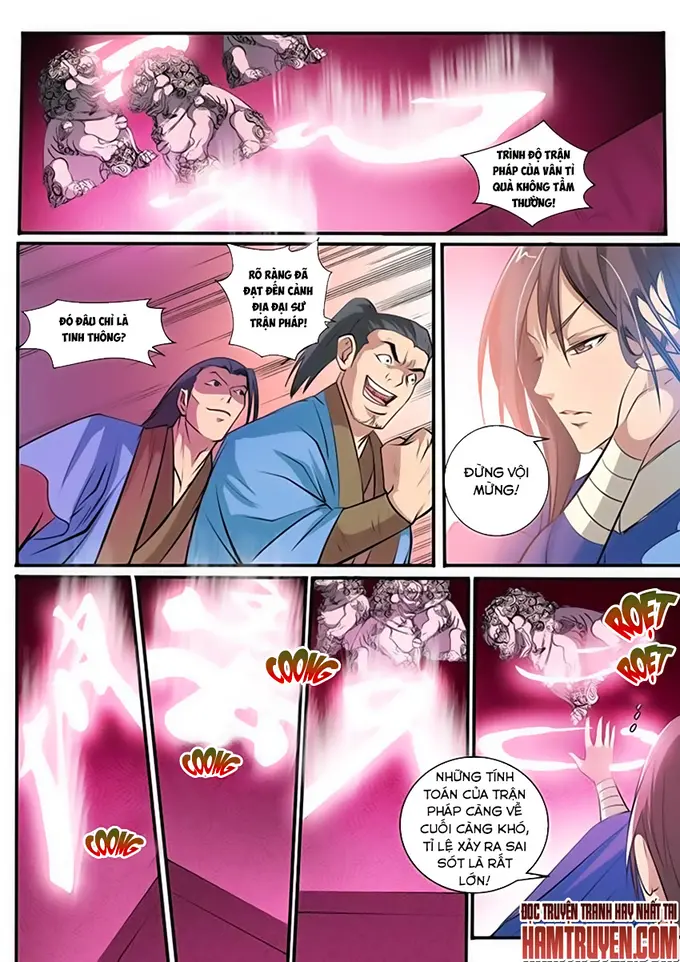 TRÌNH ĐỘ TRẬN
PHÁP CỦA VÂN TỈ
QUẢ KHÔNG TẦM
THƯỜNG!
RÕ RÀNG ĐÃ
ĐẠT ĐẾN CẢNH
ĐỊA ĐẠI SƯ
TRẬN PHÁP!
ĐÓ ĐÂU CHỈ LÀ
TINH THÔNG?
ĐỪNG VỘI
MỪNG!
COONG
COONG
COONG
ROẸT
ROẸT
NHỮNG TÍNH
TOÁN CỦA TRẬN
PHÁP CÀNG VỀ
CUỐI CÀNG KHÓ,
TỈ LỆ XẢY RA SAI
SÓT LÀ RẤT
LỚN!
ĐỌC TRUYỆN TRANH HAY NHẤT TẠI
HAMTRUYEN.COM